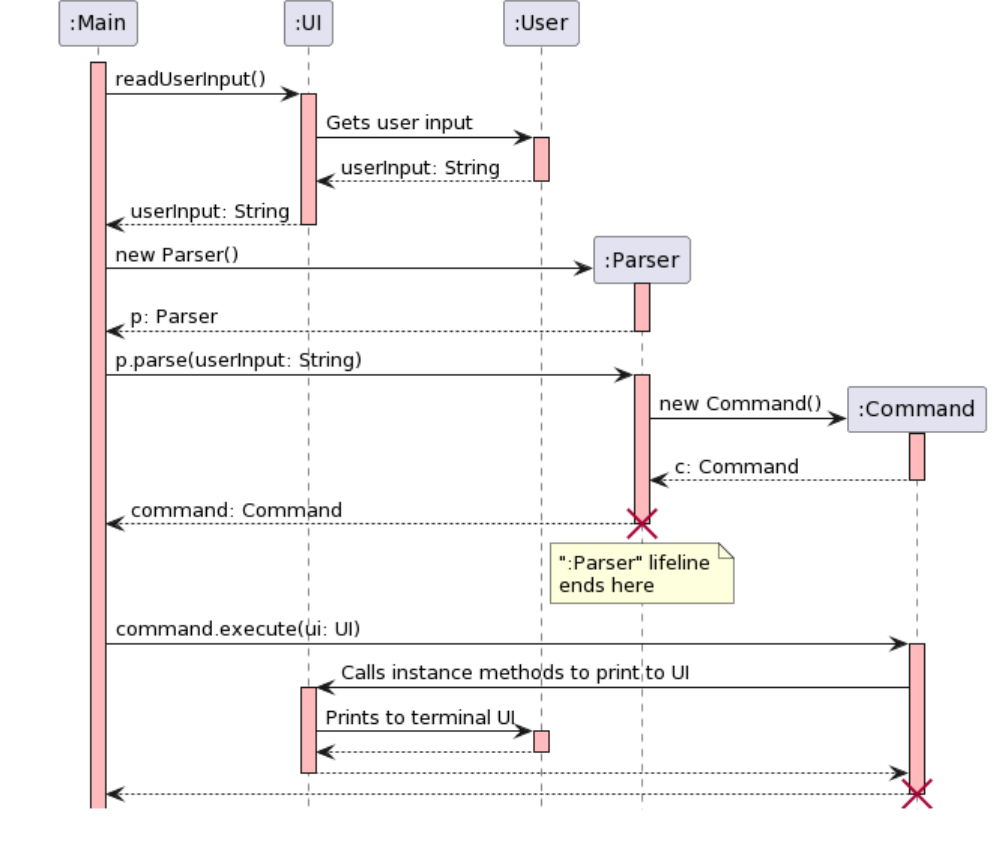 :Main
:UI
:User
readUserInput()
Gets user input
userInput: String
userInput: String
new Parser()
:Parser
p: Parser
p.parse(userInput: String)
new Command()
:Command
c: Command
command: Command
":Parser" lifeline
ends here
command.execute(ui: UI)
Calls instance methods to print to UI
Prints to terminal UI